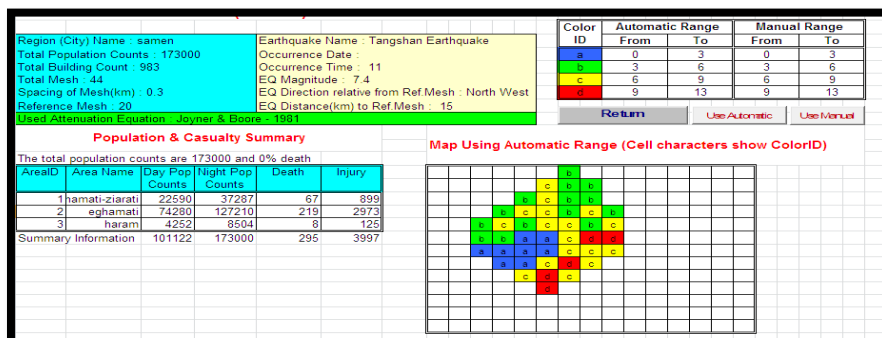 Region (City) Name : samen
Total Population Counts : 173000
Total Building Count : 983
Total Mesh : 44
Spacing of Mesh(km) : 0.3
Reference Mesh : 20
Earthquake Name : Tangshan Earthquake
Occurrence Date :
Occurrence Time : 11
EQ Magnitude : 7.4
EQ Direction relative from Ref.Mesh : North West
EQ Distance(km) to Ref.Mesh : 15
Used Attenuation Equation : Joyner & Boore - 1981
Color ID Automatic Range Manual Range
From To From To
a 0 3 0 3
b 3 6 3 6
c 6 9 6 9
d 9 13 9 13
Return Use Automatic Use Manual
Population & Casualty Summary
The total population counts are 173000 and 0% death
AreaID Area Name Day Pop Counts Night Pop Counts Death Injury
1 hamati-ziarati 22590 37287 67 899
2 eghamati 74280 127210 219 2973
3 haram 4252 8504 8 125
Summary Information 101122 173000 295 3997
Map Using Automatic Range (Cell characters show ColorID)
b
c b b
b c b b
b c c b c b
b c b c c b c
b b a a c d d
a a a a c c c
a a c d c
c d c
d